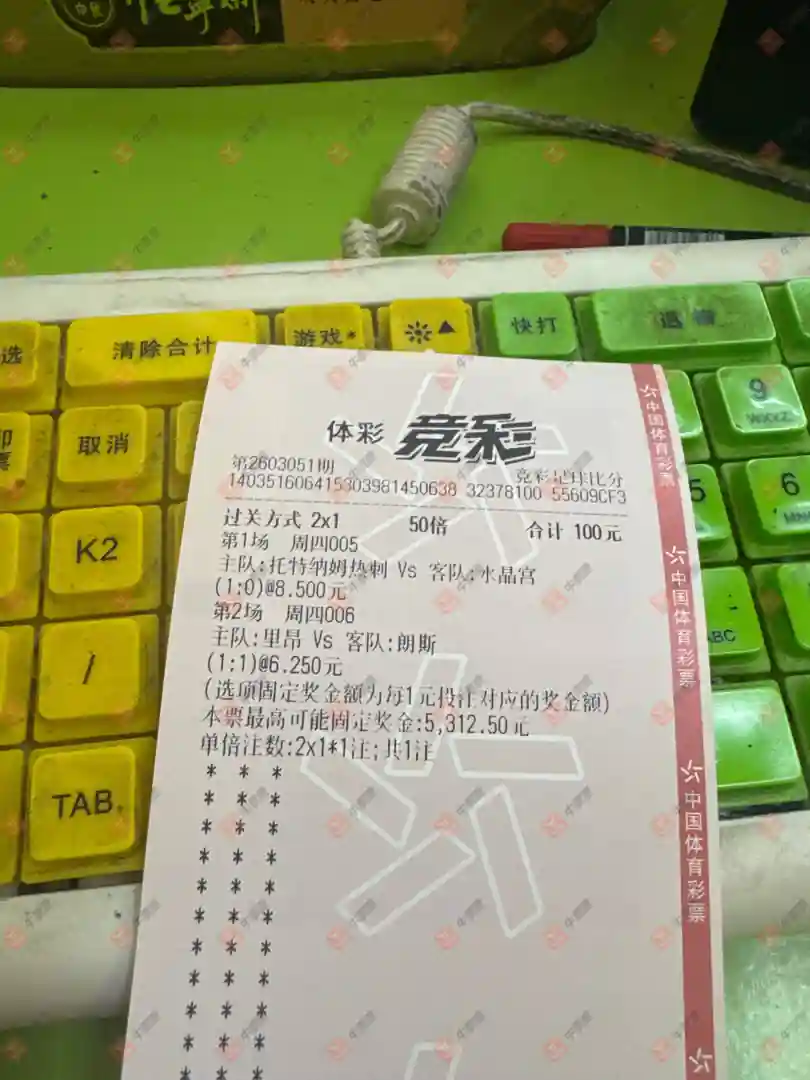 选
清除合计
游戏*
快打
取消
9
WXYZ
K2
5
6
/
ABC
TAB
体彩 竞彩
第2603051期
竞彩足球比分
140351606415303981450638 32378100 55609CF3
过关方式 2x1 50倍 合计 100元
第1场 周四005
主队:托特纳姆热刺 Vs 客队:水晶宫
(1:0)@8.500元
第2场 周四006
主队:里昂 Vs 客队:朗斯
(1:1)@6.250元
(选项固定奖金额为每1元投注对应的奖金额)
本票最高可能固定奖金:5,312.50元
单倍注数:2x1*1注;共1注
* * *
* * *
* * *
* * *
* * *
* * *
* * *
* * *
* * *
* * *
* * *
中国体育彩票
中国体育彩票
中国体育彩票